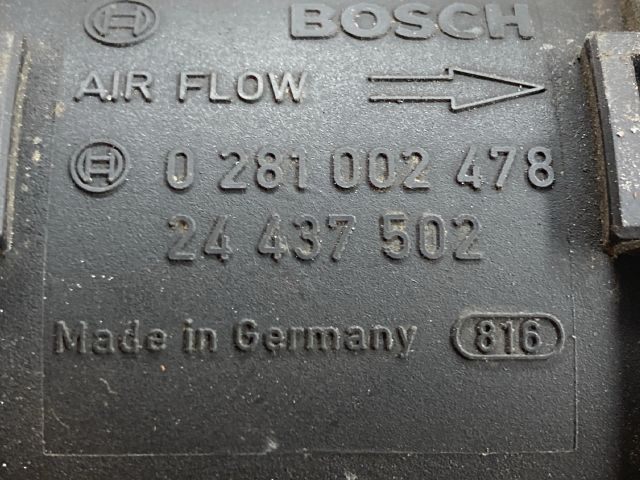 BOSCH
AIR FLOW
0 281 002 478
24 437 502
Made in Germany 816